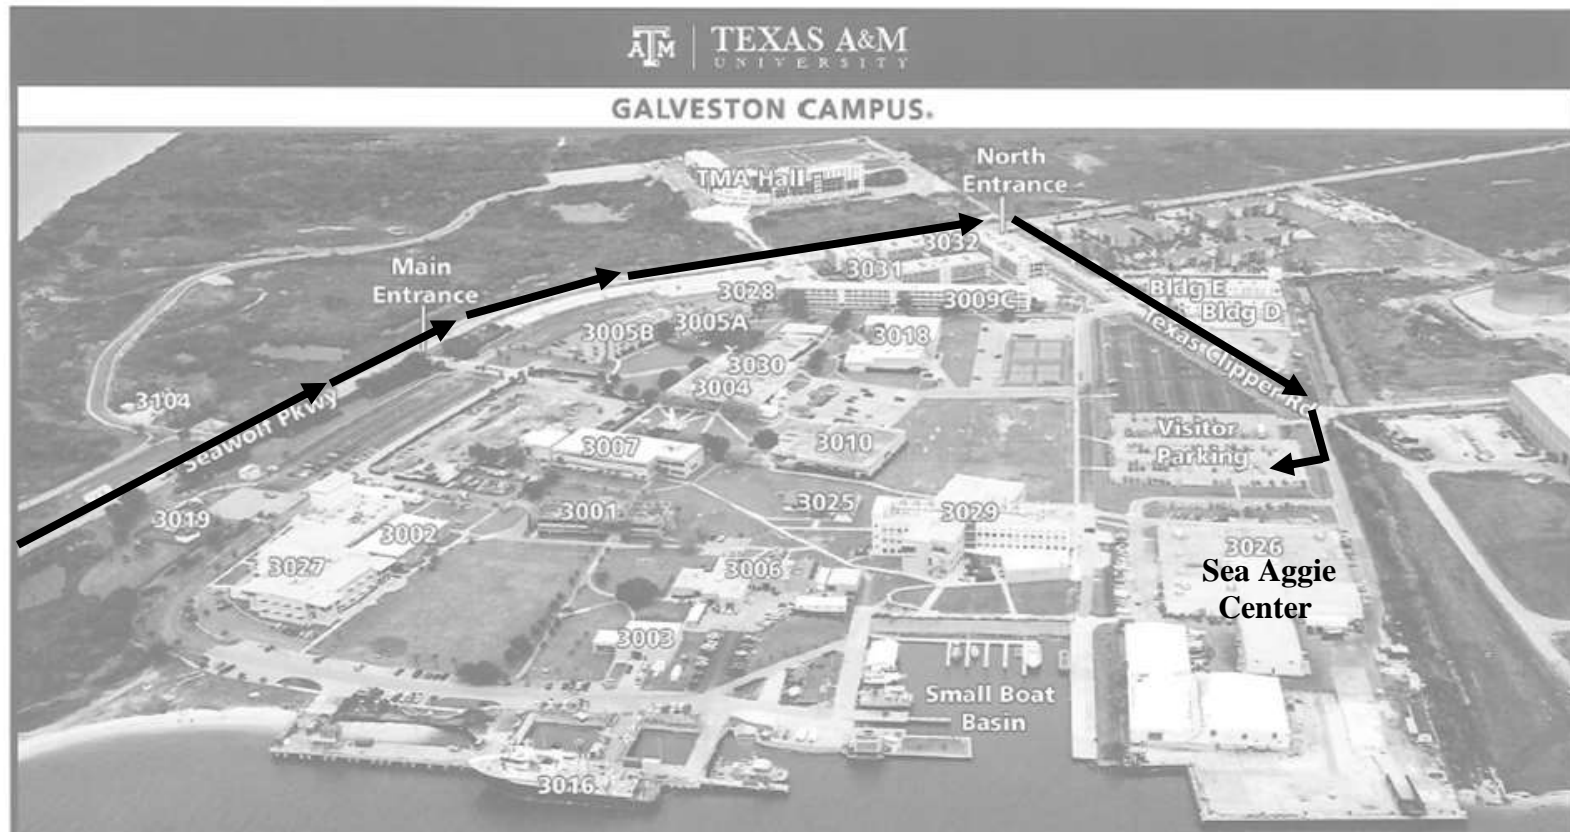 ATM
TEXAS A&M
UNIVERSITY
GALVESTON CAMPUS.
TMA Hall
North
Entrance
3032
Main
Entrance
3031
3028
3009C
Bldg E
Bldg D
3005B
3005A
3018
Texas Clipper Rd
3030
3004
3104
Seawolf Pkwy
3007
3010
Visitor
Parking
3019
3001
3025
3029
3002
3027
3006
3026
Sea Aggie
Center
3003
Small Boat
Basin
3016